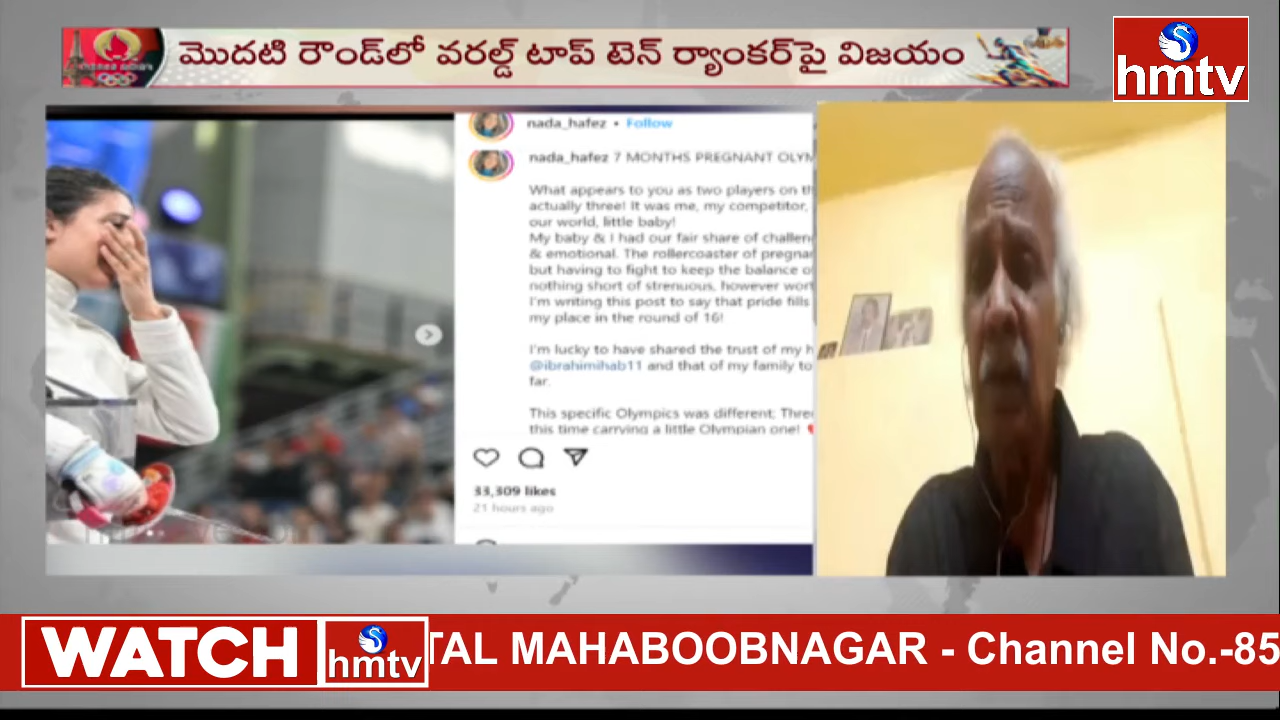 మొదటి రౌండ్‌లో వరల్డ్ టాప్ టెన్ ర్యాంకర్‌పై విజయం
hmtv
nada_hafez • Follow
nada_hafez 7 MONTHS PREGNANT OLYM
What appears to you as two players on th
actually three! It was me, my competitor,
our world, little baby!
My baby & I had our fair share of challen
& emotional. The rollercoaster of pregnan
but having to fight to keep the balance o
nothing short of strenuous, however wort
I'm writing this post to say that pride fills
my place in the round of 16!
I'm lucky to have shared the trust of my h
@ibrahimihab11 and that of my family to
far.
This specific Olympics was different; Three
this time carrying a little Olympian one!
33,309 likes
21 hours ago
WATCH hmtv TAL MAHABOOBNAGAR - Channel No.-85